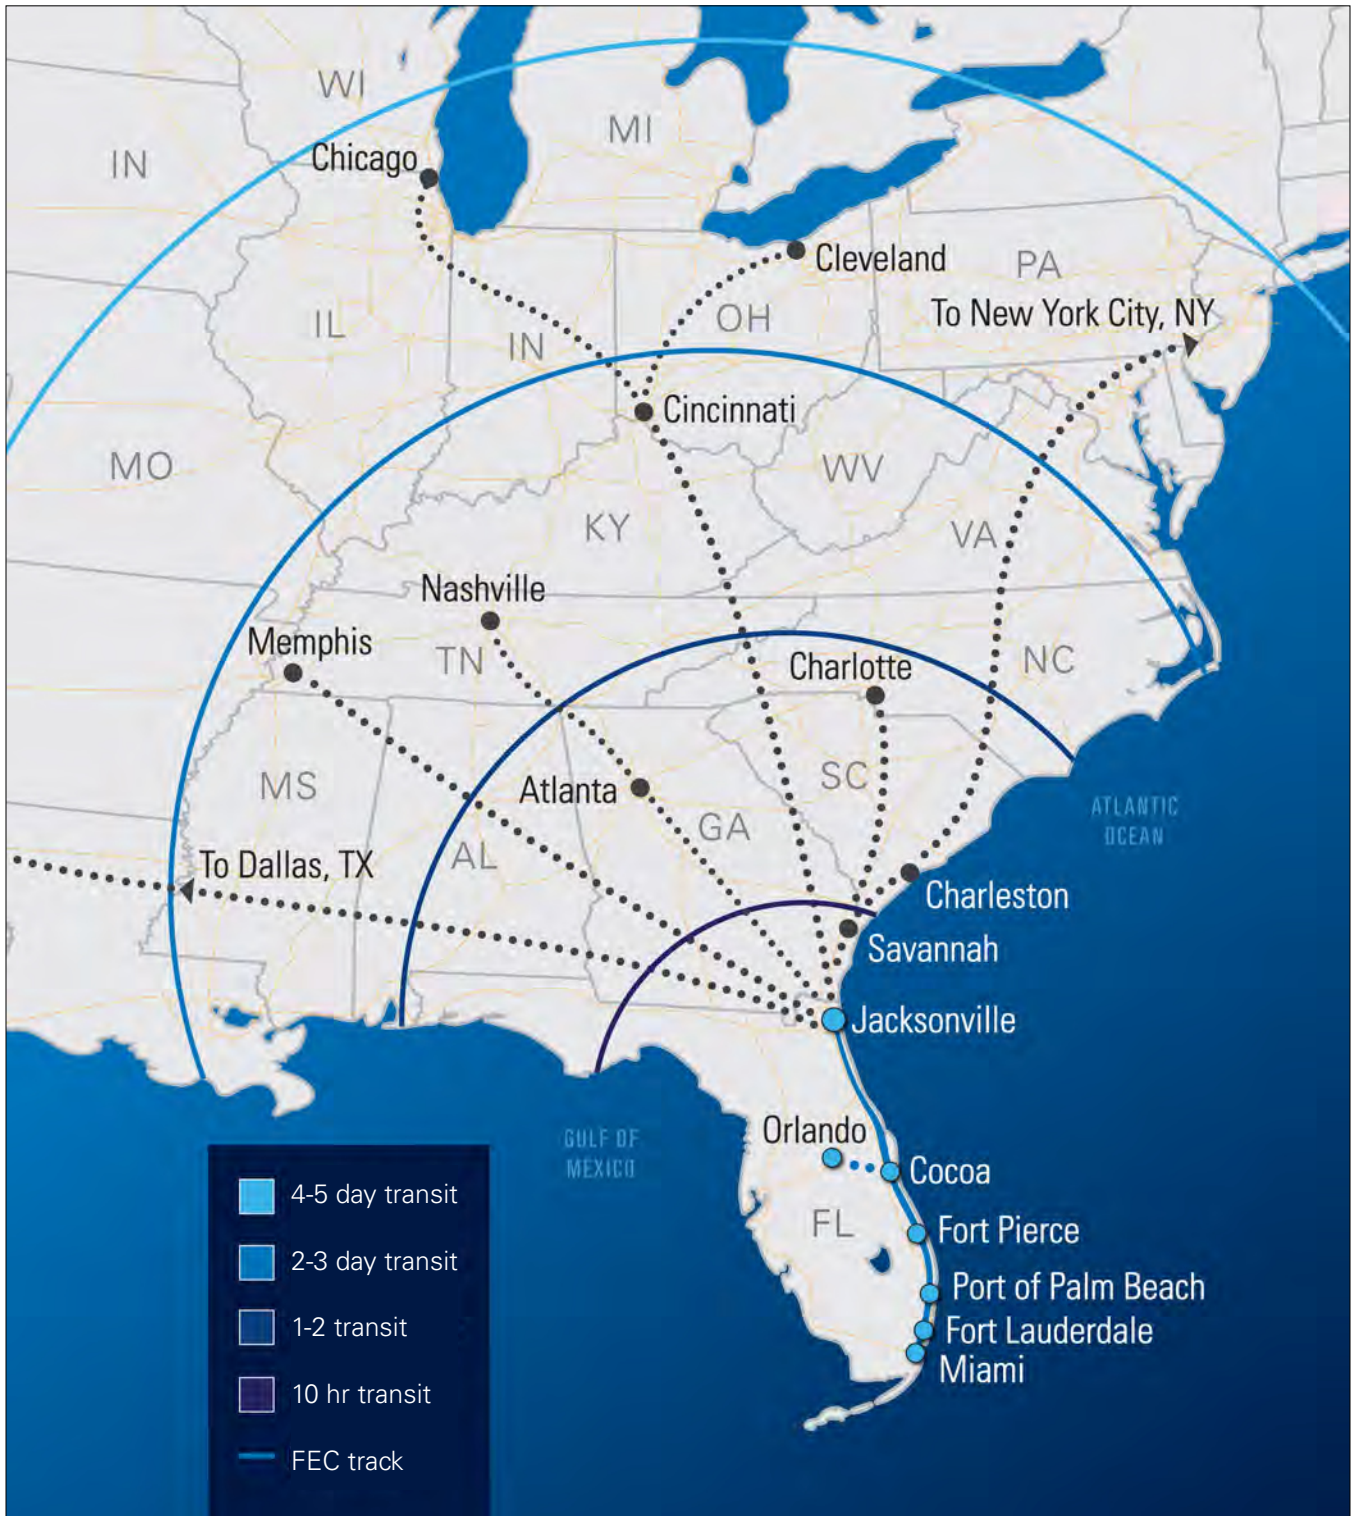 WI
MI
IN
Chicago
Cleveland
PA
To New York City, NY
IL
IN
OH
Cincinnati
MO
WV
KY
VA
Nashville
Memphis
TN
Charlotte
NC
MS
Atlanta
SC
GA
ATLANTIC
OCEAN
AL
To Dallas, TX
Charleston
Savannah
Jacksonville
GULF OF
MEXICO
Orlando
Cocoa
FL
Fort Pierce
Port of Palm Beach
Fort Lauderdale
Miami
4-5 day transit
2-3 day transit
1-2 transit
10 hr transit
FEC track